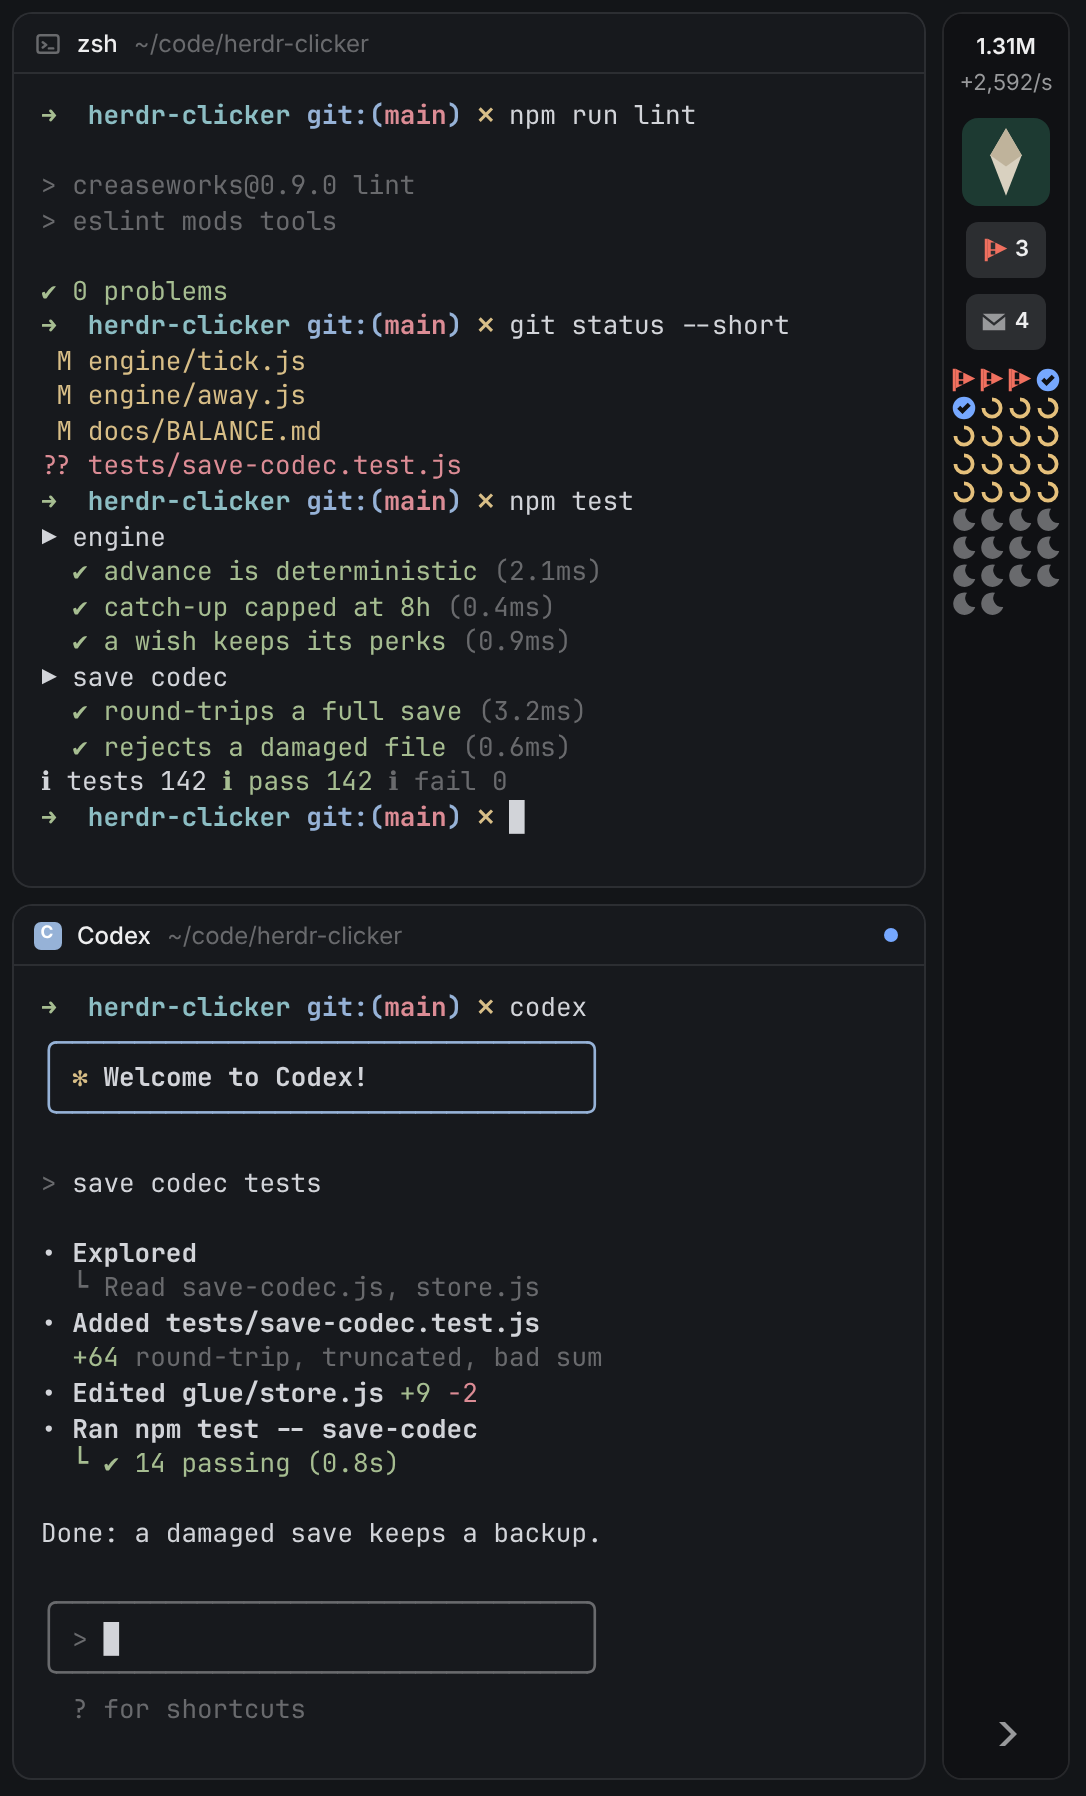 zsh ~/code/herdr-clicker
➜ herdr-clicker git:(main) ✗ npm run lint
> creaseworks@0.9.0 lint
> eslint mods tools
✔ 0 problems
➜ herdr-clicker git:(main) ✗ git status --short
 M engine/tick.js
 M engine/away.js
 M docs/BALANCE.md
?? tests/save-codec.test.js
➜ herdr-clicker git:(main) ✗ npm test
▶ engine
  ✔ advance is deterministic (2.1ms)
  ✔ catch-up capped at 8h (0.4ms)
  ✔ a wish keeps its perks (0.9ms)
▶ save codec
  ✔ round-trips a full save (3.2ms)
  ✔ rejects a damaged file (0.6ms)
ℹ tests 142 ℹ pass 142 ℹ fail 0
➜ herdr-clicker git:(main) ✗
C Codex ~/code/herdr-clicker
➜ herdr-clicker git:(main) ✗ codex
✻ Welcome to Codex!
> save codec tests
• Explored
  └ Read save-codec.js, store.js
• Added tests/save-codec.test.js
  +64 round-trip, truncated, bad sum
• Edited glue/store.js +9 -2
• Ran npm test -- save-codec
  └ ✔ 14 passing (0.8s)
Done: a damaged save keeps a backup.
>
? for shortcuts
1.31M
+2,592/s
3
4